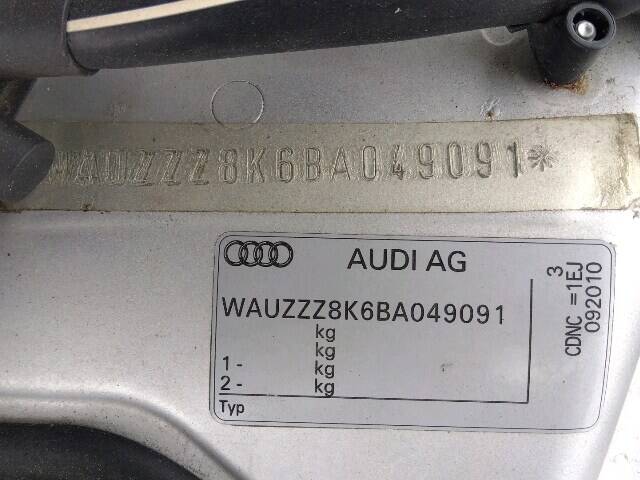 WAUZZZ8K6BA049091*
AUDI AG
WAUZZZ8K6BA049091
kg
kg
1 - kg
2 - kg
Typ
3
CDNC =1EJ
092010